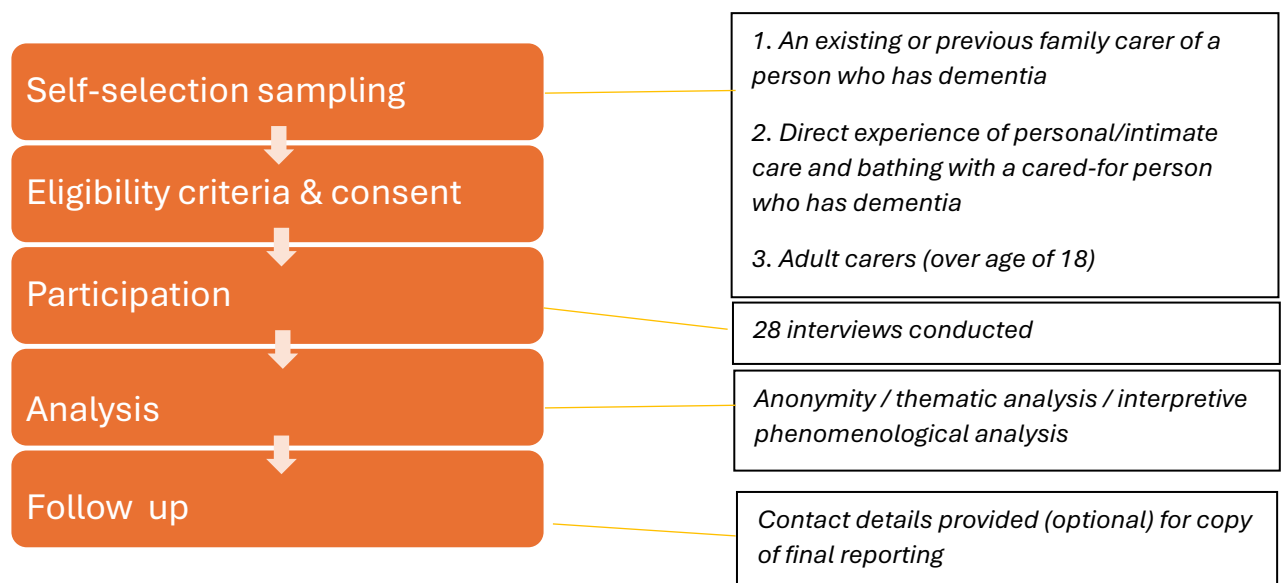 Self-selection sampling
Eligibility criteria & consent
Participation
Analysis
Follow up
1. An existing or previous family carer of a
person who has dementia
2. Direct experience of personal/intimate
care and bathing with a cared-for person
who has dementia
3. Adult carers (over age of 18)
28 interviews conducted
Anonymity / thematic analysis / interpretive
phenomenological analysis
Contact details provided (optional) for copy
of final reporting